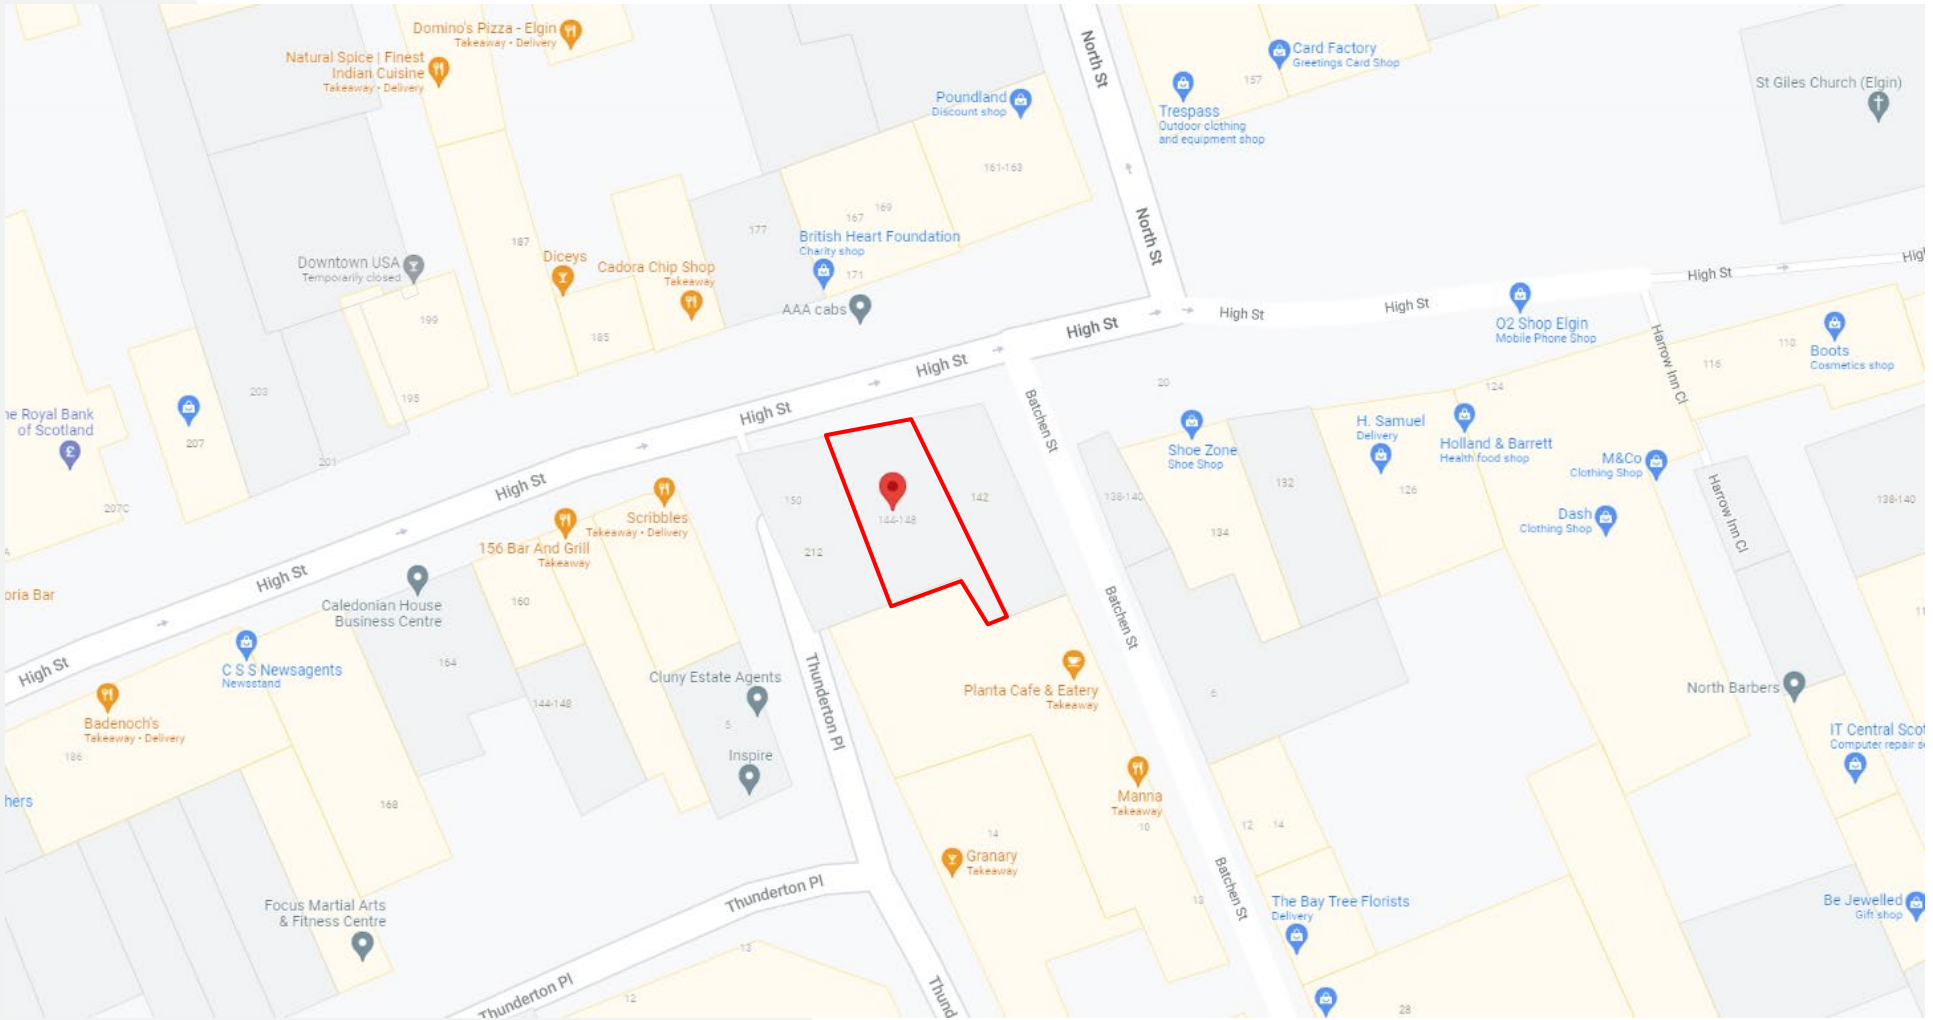 Domino's Pizza - Elgin
Takeaway • Delivery
Natural Spice | Finest
Indian Cuisine
Takeaway • Delivery
North St
Card Factory
Greetings Card Shop
157
St Giles Church (Elgin)
Poundland
Discount shop
Trespass
Outdoor clothing
and equipment shop
161-163
169
167
177
187
British Heart Foundation
Charity shop
171
North St
Downtown USA
Temporarily closed
Diceys
Cadora Chip Shop
Takeaway
AAA cabs
199
185
High St
High St
High St
High St
High
O2 Shop Elgin
Mobile Phone Shop
Harrow Inn Cl
Boots
Cosmetics shop
110
116
High St
20
124
203
195
Batchen St
High St
he Royal Bank
of Scotland
207
201
207C
Shoe Zone
Shoe Shop
H. Samuel
Delivery
Holland & Barrett
Health food shop
M&Co
Clothing Shop
132
126
138-140
134
Harrow Inn Cl
138-140
Dash
Clothing Shop
High St
Scribbles
Takeaway • Delivery
150
144-148
142
212
156 Bar And Grill
Takeaway
High St
oria Bar
Caledonian House
Business Centre
160
Batchen St
11
High St
C S S Newsagents
Newsstand
164
Cluny Estate Agents
Thunderton Pl
Planta Cafe & Eatery
Takeaway
6
North Barbers
144-148
5
Badenoch's
Takeaway • Delivery
186
Inspire
IT Central Scot
Computer repair se
hers
168
Manna
Takeaway
10
14
12
14
Granary
Takeaway
Thunderton Pl
Batchen St
13
The Bay Tree Florists
Delivery
Be Jewelled
Gift shop
Focus Martial Arts
& Fitness Centre
13
Thunderton Pl
12
Thund
28